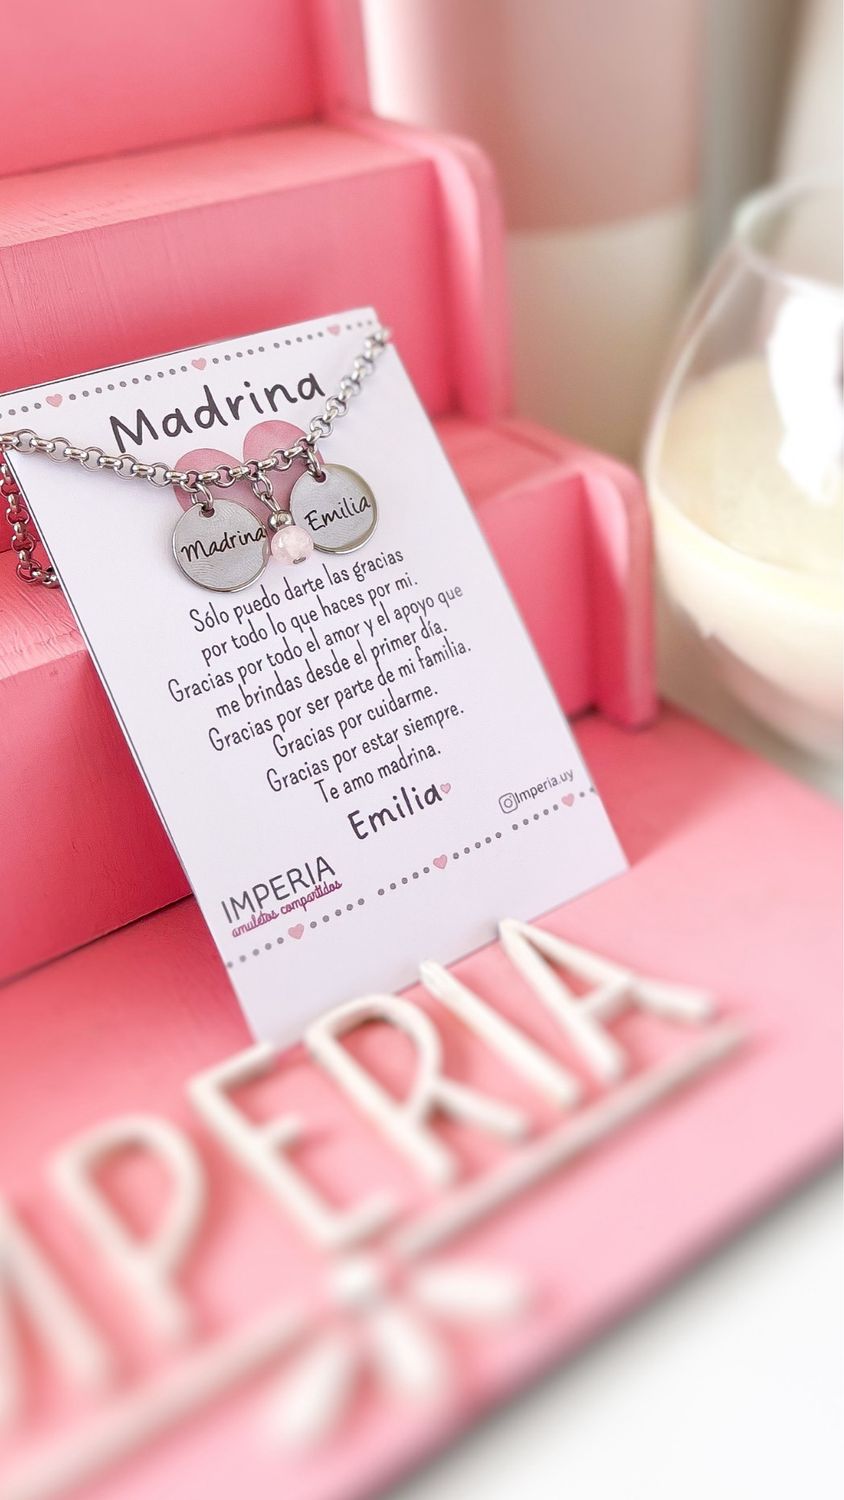 Madrina
Madrina
Emilia
Sólo puedo darte las gracias
por todo lo que haces por mi.
Gracias por todo el amor y el apoyo que
me brindas desde el primer día.
Gracias por ser parte de mi familia.
Gracias por cuidarme.
Gracias por estar siempre.
Te amo madrina.
Emilia
Imperia.uy
IMPERIA
amuletos compartidos
MPERIA